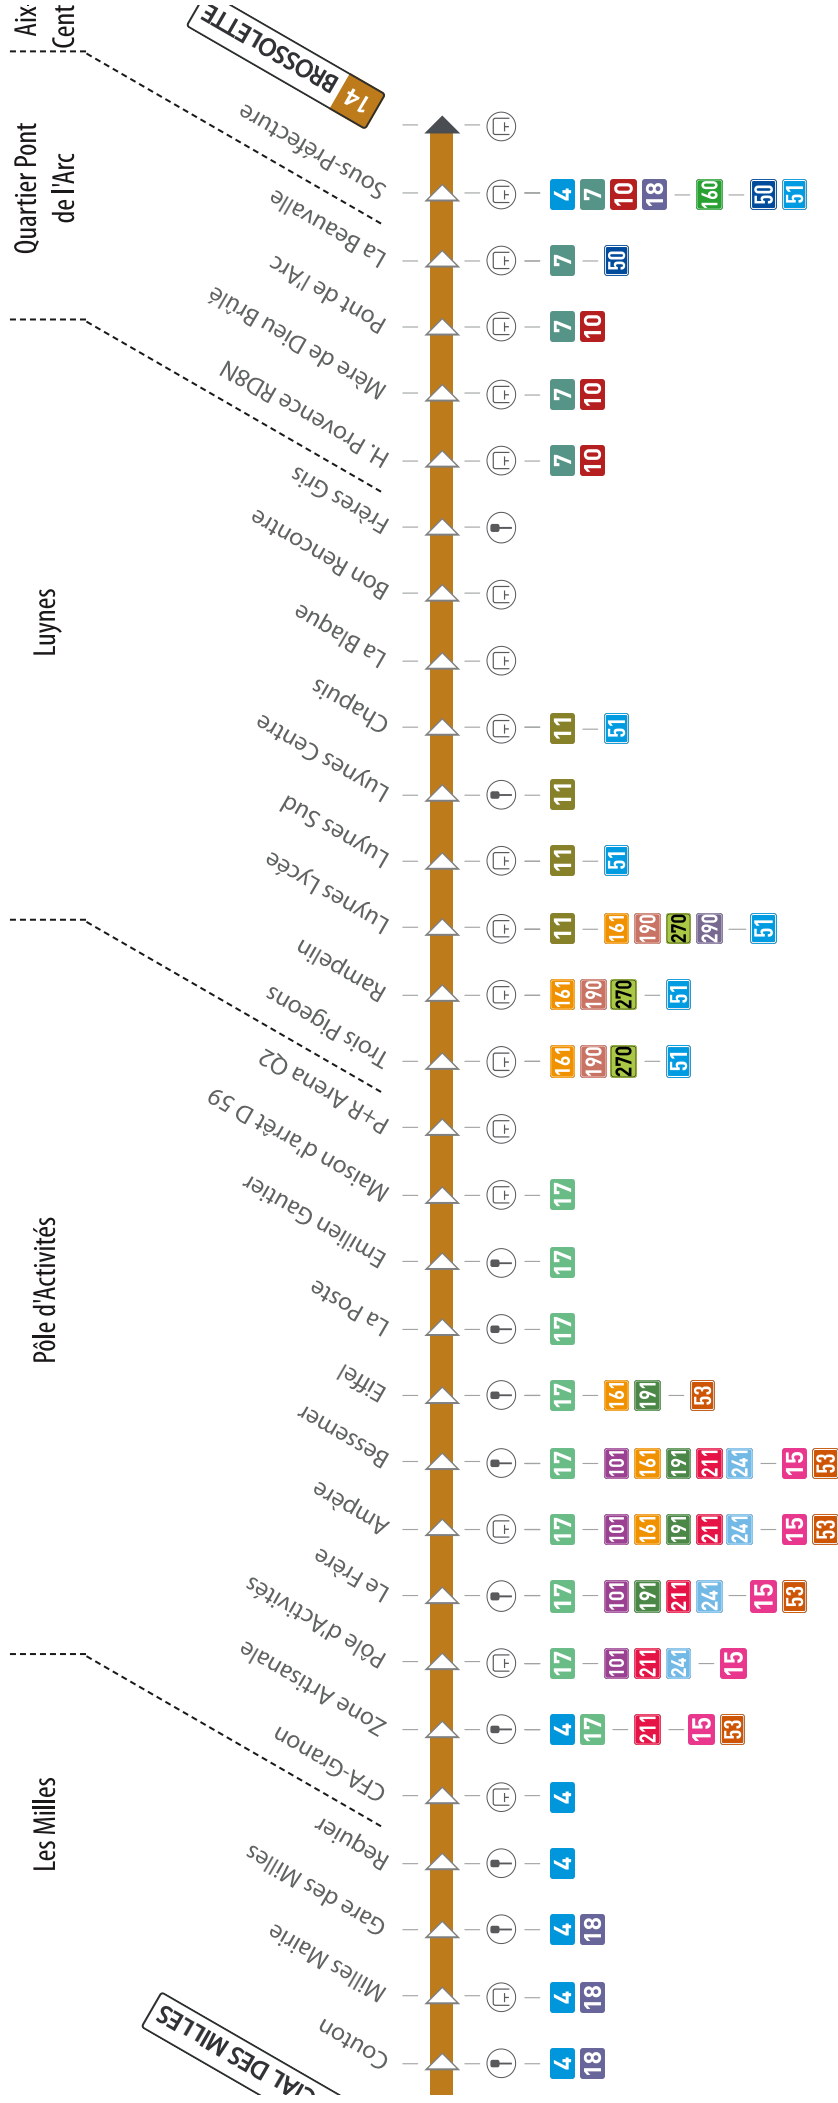 Aix-
Cent
14 BROSSOLETTE
Quartier Pont
de l'Arc
Sous-Préfecture 4 7 10 18 160 50 51
La Beauvalle 7 50
Pont de l'Arc 7 10
Mère de Dieu Brûlé 7 10
H. Provence RD8N 7 10
Luynes
Frères Gris
Bon Rencontre
La Blaque
Chapuis 11 51
Luynes Centre 11
Luynes Sud 11 51
Luynes Lycée 11 161 190 270 290 51
Rampelin 161 190 270 51
Trois Pigeons 161 190 270 51
Pôle d'Activités
P+R Arena Q2
Maison d'arrêt D 59 17
Emilien Gautier 17
La Poste 17
Eiffel 17 161 191 53
Bessemer 17 101 161 191 211 241 15 53
Ampère 17 101 161 191 211 241 15 53
Le Frère 17 101 191 211 241 15 53
Pôle d'Activités 17 101 211 241 15
Zone Artisanale 4 17 211 15 53
CFA-Granon 4
Les Milles
Requier 4
Gare des Milles 4 18
Milles Mairie 4 18
Couton 4 18
CIAL DES MILLES